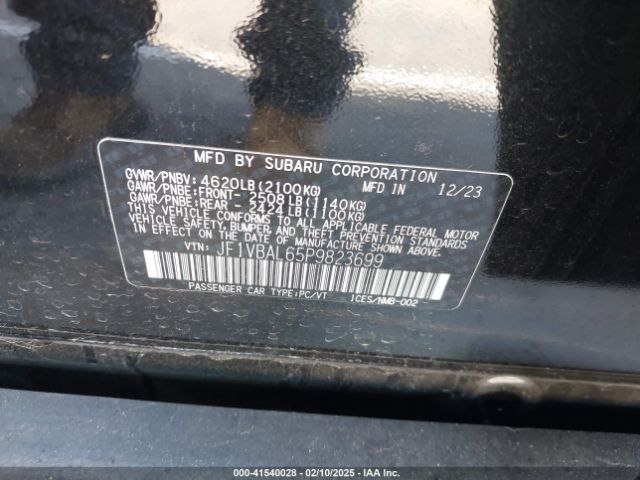 MFD BY SUBARU CORPORATION
GVWR/PNBV: 4620LB(2100KG) MFD IN 12/23
GAWR/PNBE:FRONT- 2508LB(1140KG)
GAWR/PNBE:REAR - 2424LB(1100KG)
THIS VEHICLE CONFORMS TO ALL APPLICABLE FEDERAL MOTOR
VEHICLE SAFETY, BUMPER, AND THEFT PREVENTION STANDARDS
IN EFFECT ON THE DATE OF MANUFACTURE SHOWN ABOVE.
VIN: JF1VBAL65P9823699
PASSENGER CAR TYPE:PC/VT ICES/NMB-002
000-41540028 - 02/10/2025 - IAA Inc.